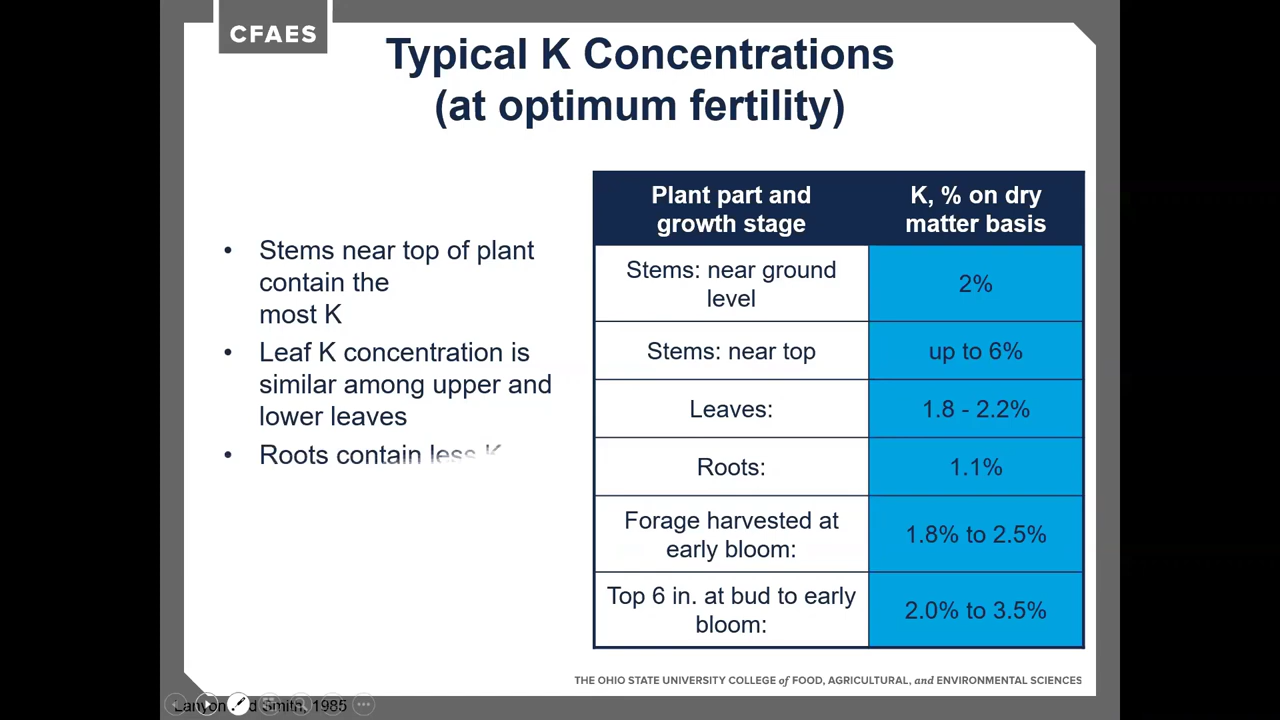 CFAES
Typical K Concentrations
(at optimum fertility)
• Stems near top of plant
contain the
most K
• Leaf K concentration is
similar among upper and
lower leaves
• Roots contain less K
Plant part and
growth stage
K, % on dry
matter basis
Stems: near ground
level
2%
Stems: near top
up to 6%
Leaves:
1.8 - 2.2%
Roots:
1.1%
Forage harvested at
early bloom:
1.8% to 2.5%
Top 6 in. at bud to early
bloom:
2.0% to 3.5%
THE OHIO STATE UNIVERSITY COLLEGE of FOOD, AGRICULTURAL, and ENVIRONMENTAL SCIENCES
Smith, 1985